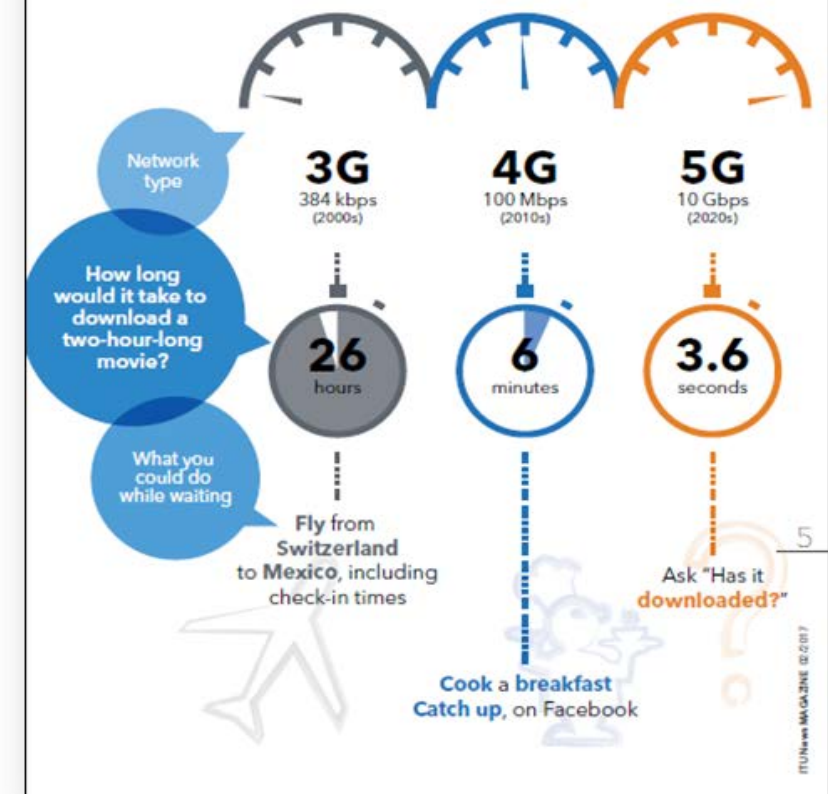 Network
type
3G
384 kbps
(2000s)
4G
100 Mbps
(2010s)
5G
10 Gbps
(2020s)
How long
would it take to
download a
two-hour-long
movie?
26
hours
6
minutes
3.6
seconds
What you
could do
while waiting
Fly from
Switzerland
to Mexico, including
check-in times
Cook a breakfast
Catch up, on Facebook
Ask “Has it
downloaded?”
5
ITUNews MAGAZINE 02/2017